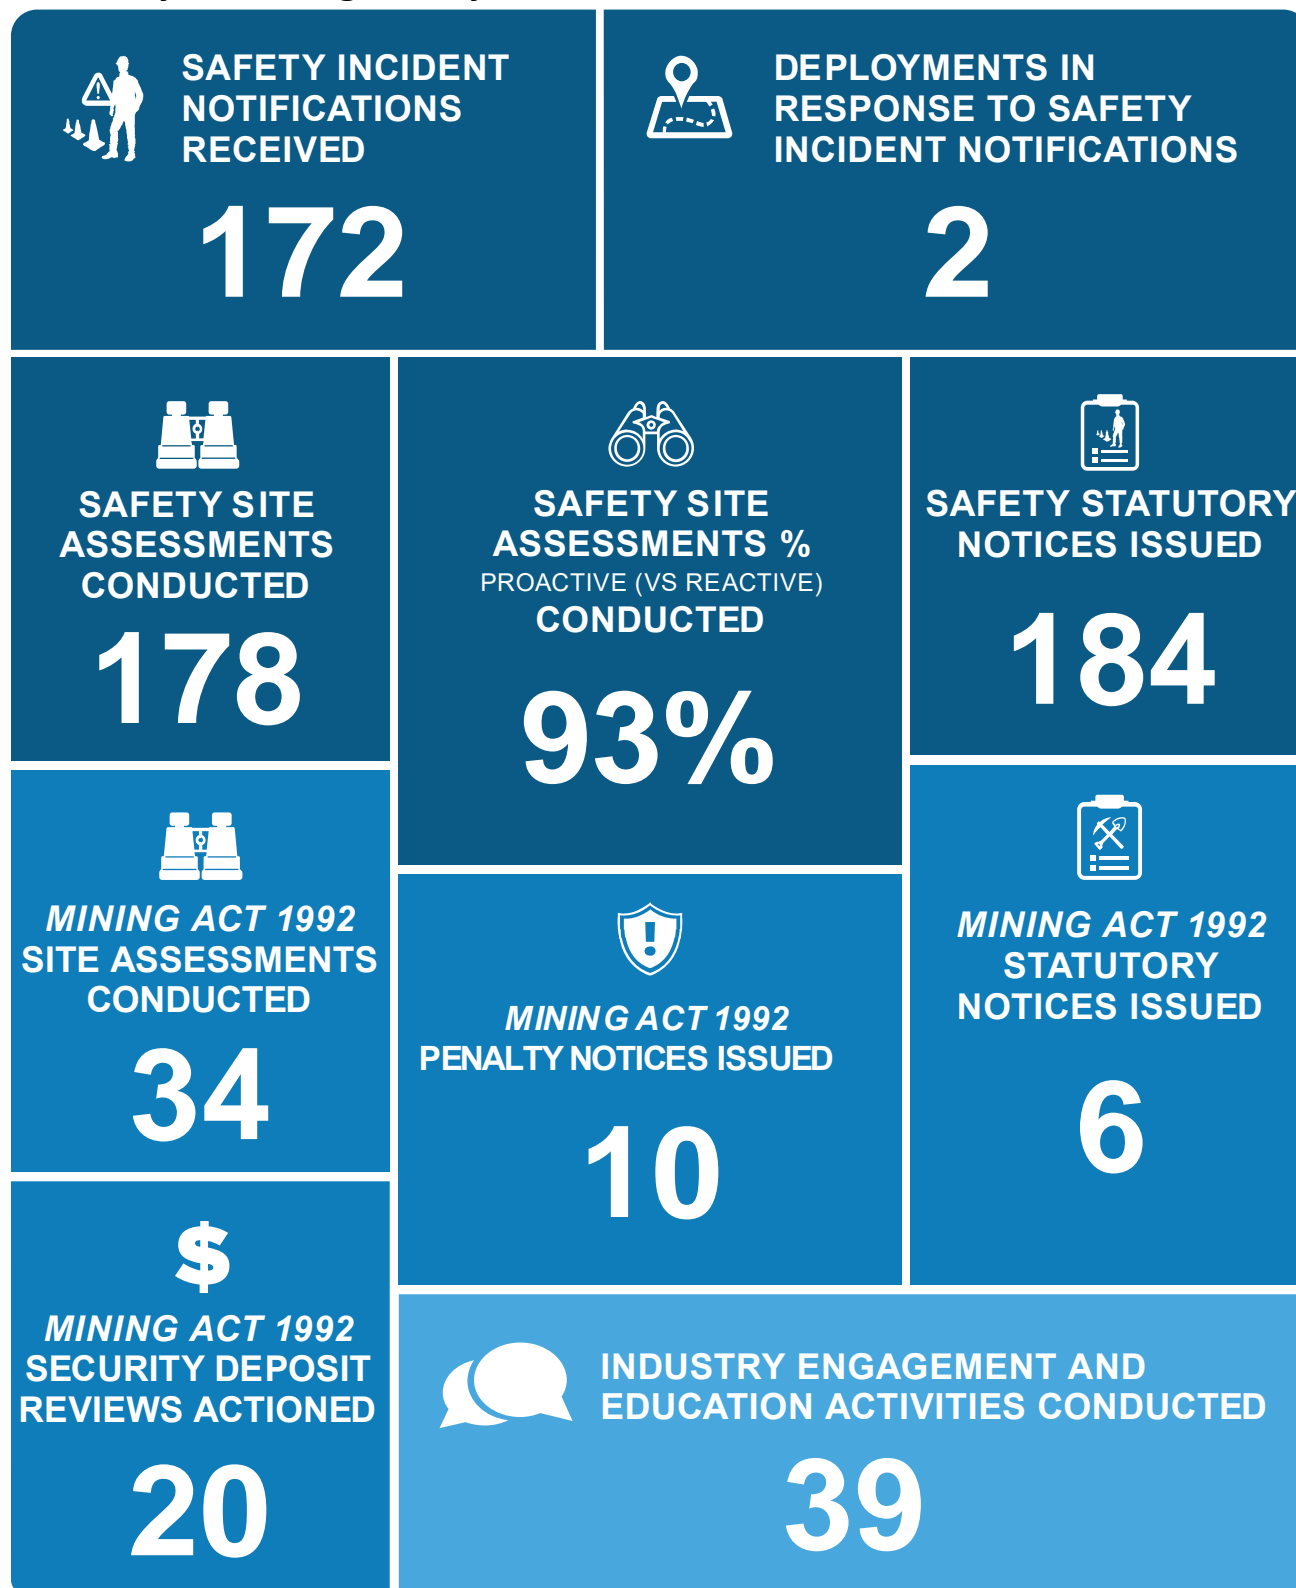 SAFETY INCIDENT
NOTIFICATIONS
RECEIVED
172
DEPLOYMENTS IN
RESPONSE TO SAFETY
INCIDENT NOTIFICATIONS
2
SAFETY SITE
ASSESSMENTS
CONDUCTED
178
SAFETY SITE
ASSESSMENTS %
PROACTIVE (VS REACTIVE)
CONDUCTED
93%
SAFETY STATUTORY
NOTICES ISSUED
184
MINING ACT 1992
SITE ASSESSMENTS
CONDUCTED
34
MINING ACT 1992
PENALTY NOTICES ISSUED
10
MINING ACT 1992
STATUTORY
NOTICES ISSUED
6
MINING ACT 1992
SECURITY DEPOSIT
REVIEWS ACTIONED
20
INDUSTRY ENGAGEMENT AND
EDUCATION ACTIVITIES CONDUCTED
39